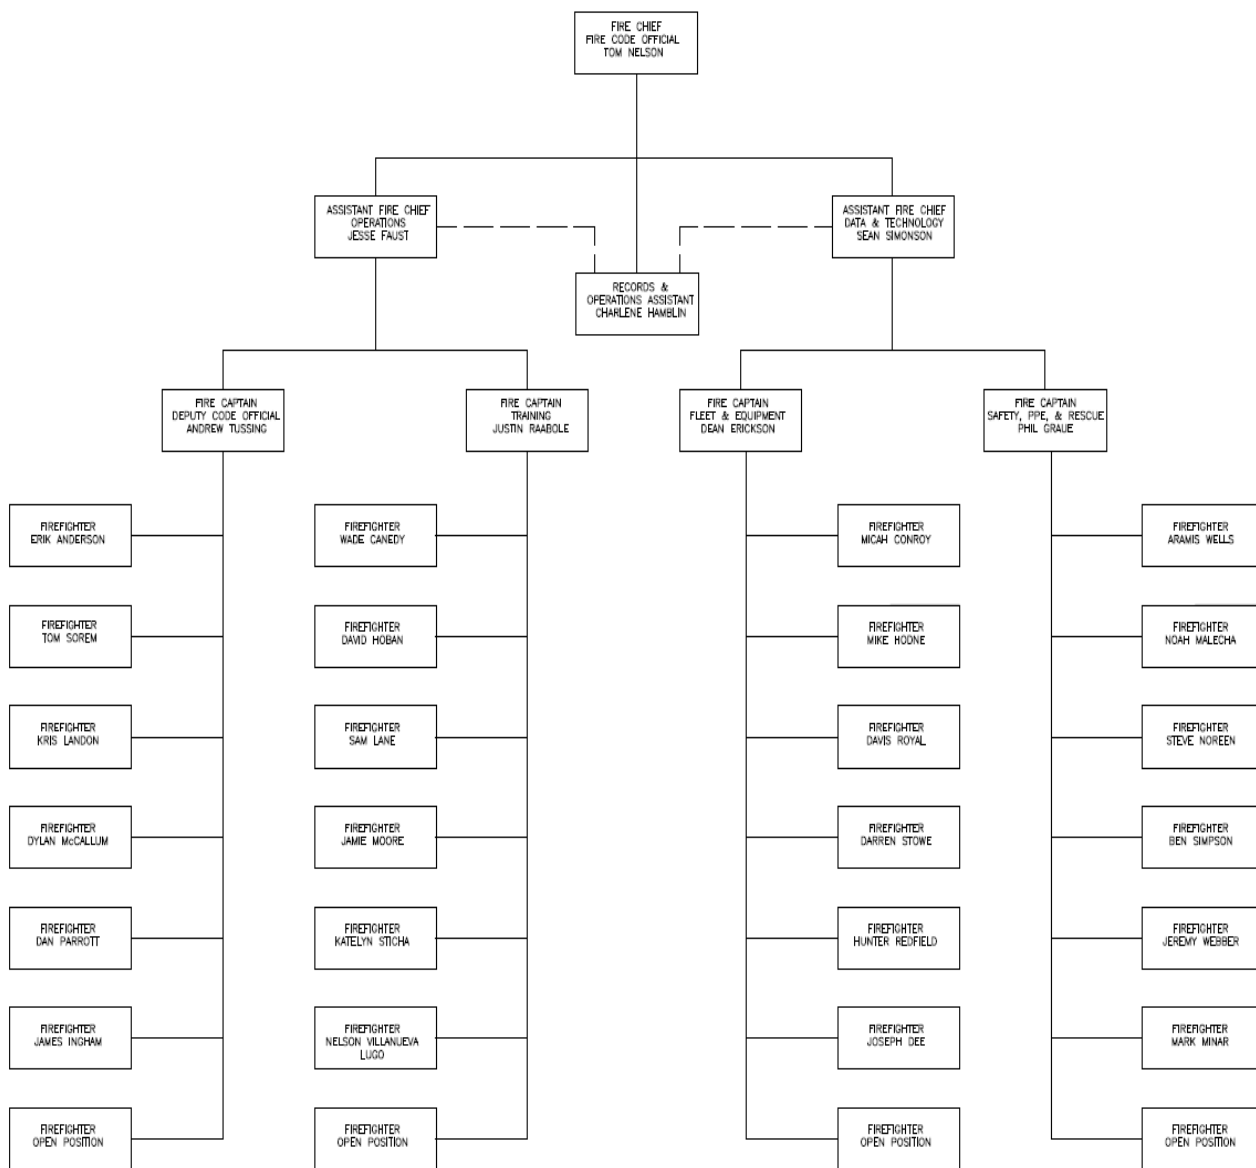 FIRE CHIEF
FIRE CODE OFFICIAL
TOM NELSON
ASSISTANT FIRE CHIEF
OPERATIONS
JESSE FAUST
ASSISTANT FIRE CHIEF
DATA & TECHNOLOGY
SEAN SIMONSON
RECORDS &
OPERATIONS ASSISTANT
CHARLENE HAMBLIN
FIRE CAPTAIN
DEPUTY CODE OFFICIAL
ANDREW TUSSING
FIRE CAPTAIN
TRAINING
JUSTIN RAABOLE
FIRE CAPTAIN
FLEET & EQUIPMENT
DEAN ERICKSON
FIRE CAPTAIN
SAFETY, PPE, & RESCUE
PHIL GRAUE
FIREFIGHTER
ERIK ANDERSON
FIREFIGHTER
WADE CANEDY
FIREFIGHTER
MICAH CONROY
FIREFIGHTER
ARAMIS WELLS
FIREFIGHTER
TOM SOREM
FIREFIGHTER
DAVID HOBAN
FIREFIGHTER
MIKE HODNE
FIREFIGHTER
NOAH MALECHA
FIREFIGHTER
KRIS LANDON
FIREFIGHTER
SAM LANE
FIREFIGHTER
DAVIS ROYAL
FIREFIGHTER
STEVE NOREEN
FIREFIGHTER
DYLAN McCALLUM
FIREFIGHTER
JAMIE MOORE
FIREFIGHTER
DARREN STOWE
FIREFIGHTER
BEN SIMPSON
FIREFIGHTER
DAN PARROTT
FIREFIGHTER
KATELYN STICHA
FIREFIGHTER
HUNTER REDFIELD
FIREFIGHTER
JEREMY WEBBER
FIREFIGHTER
JAMES INGHAM
FIREFIGHTER
NELSON VILLANUEVA
LUGO
FIREFIGHTER
JOSEPH DEE
FIREFIGHTER
MARK MINAR
FIREFIGHTER
OPEN POSITION
FIREFIGHTER
OPEN POSITION
FIREFIGHTER
OPEN POSITION
FIREFIGHTER
OPEN POSITION